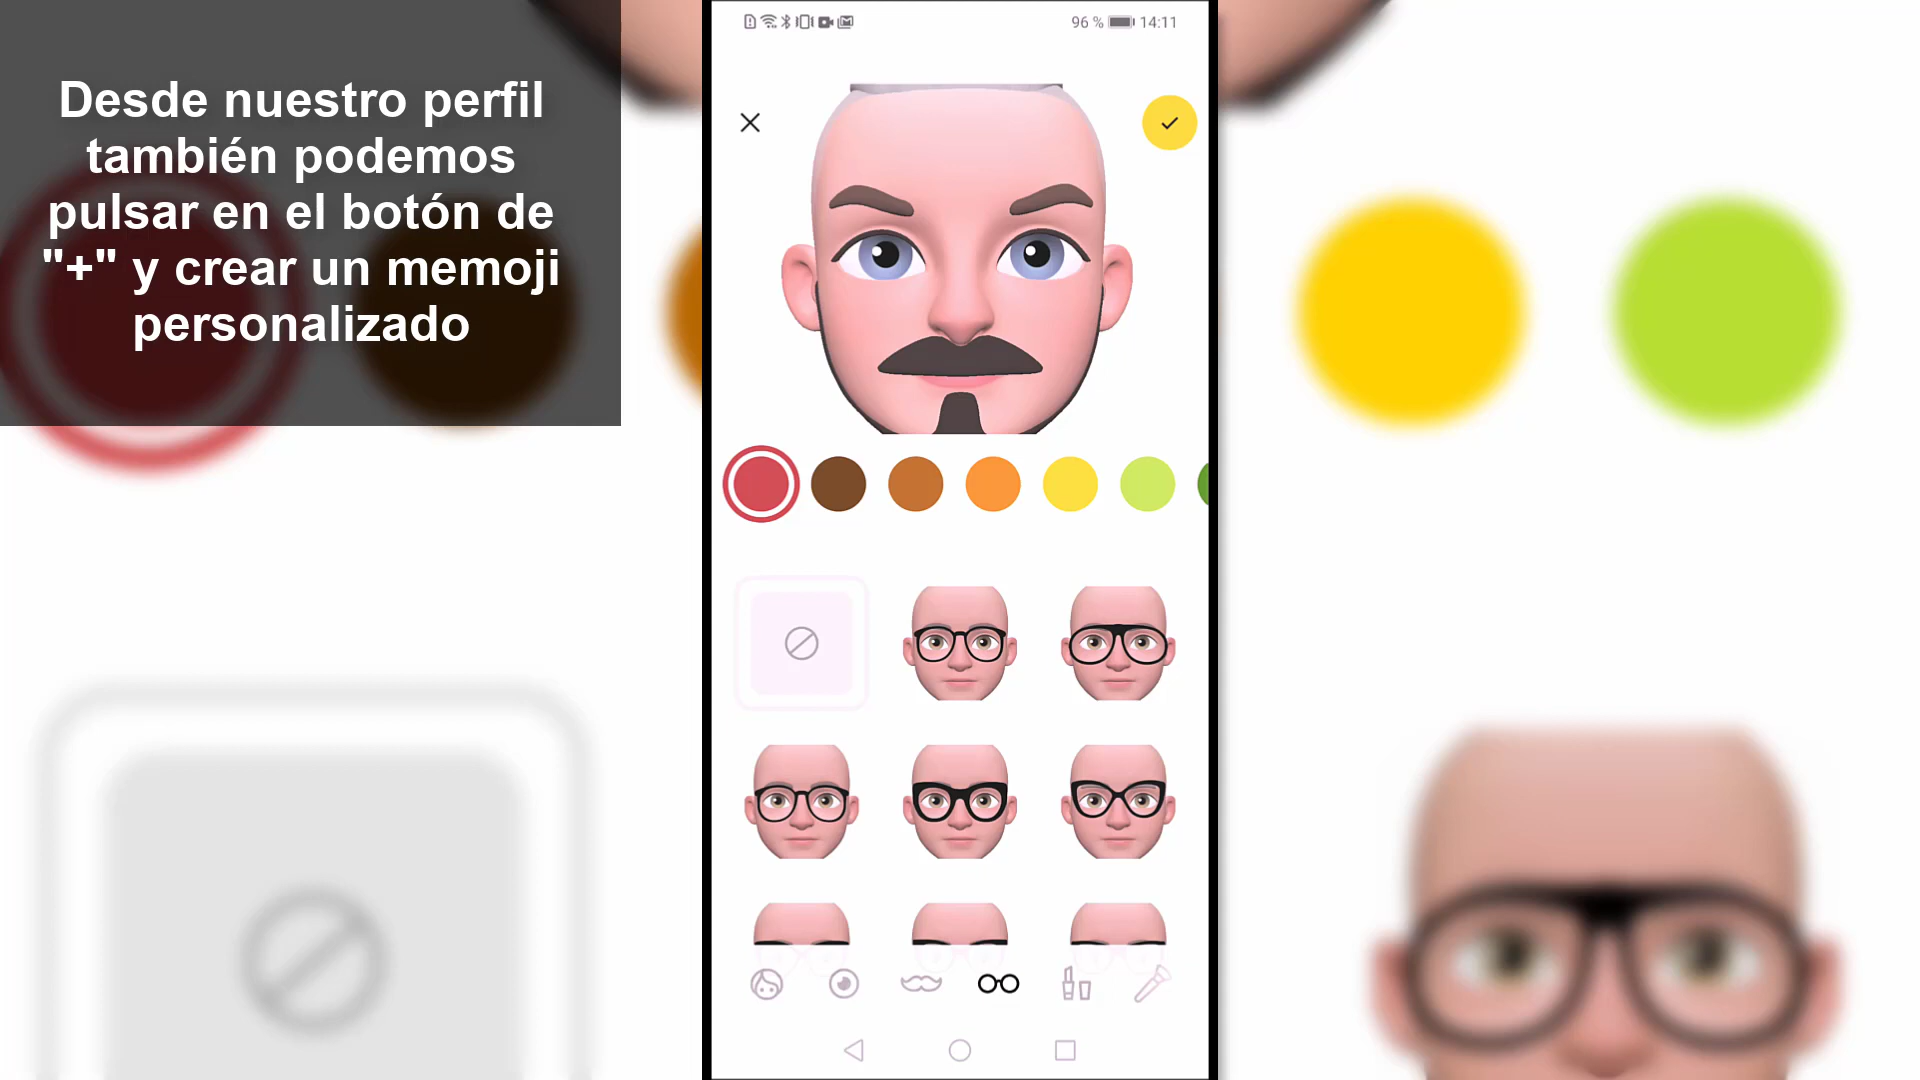 Desde nuestro perfil
también podemos
pulsar en el botón de
"+" y crear un memoji
personalizado
96 % 14:11